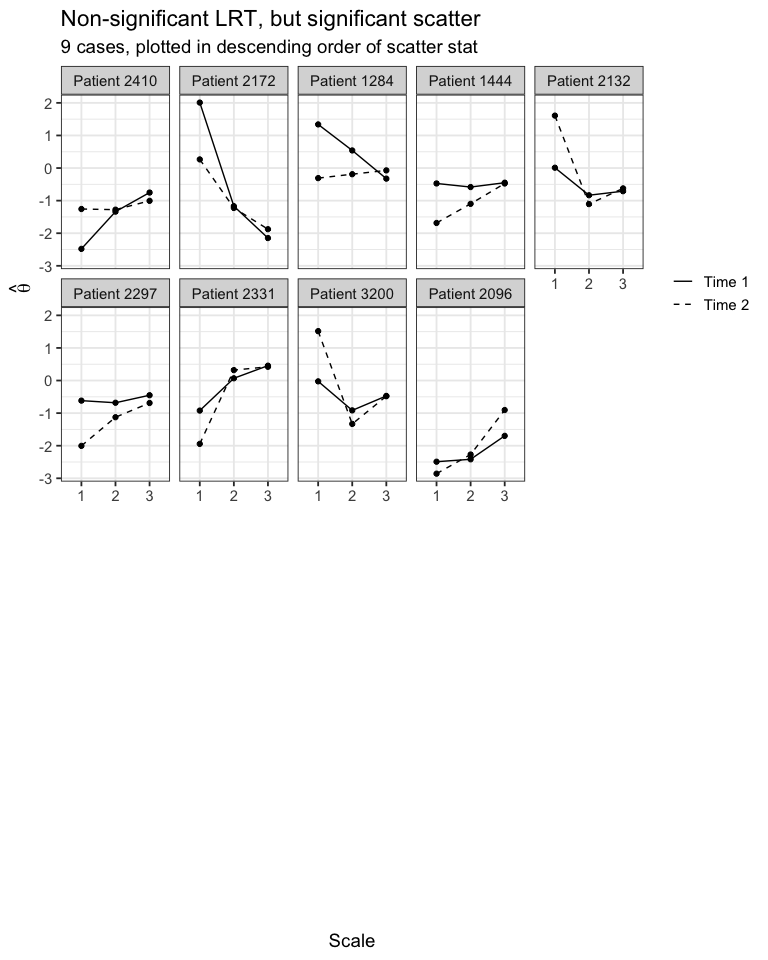 Non-significant LRT, but significant scatter
9 cases, plotted in descending order of scatter stat
Patient 2410 Patient 2172 Patient 1284 Patient 1444 Patient 2132
2
1
0
-1
-2
-3
1 2 3
θ̂
Time 1
Time 2
Patient 2297 Patient 2331 Patient 3200 Patient 2096
2
1
0
-1
-2
-3
1 2 3 1 2 3 1 2 3 1 2 3
Scale